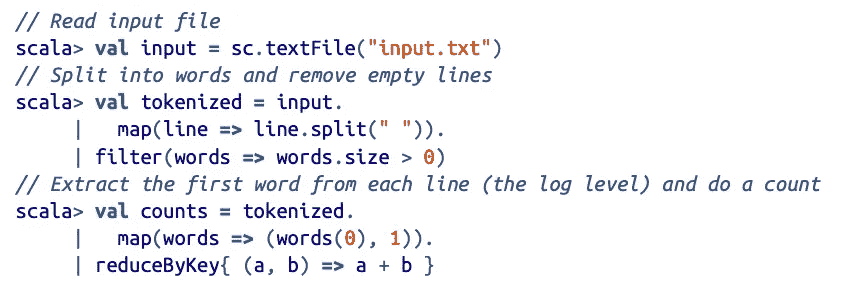 // Read input file
scala> val input = sc.textFile("input.txt")
// Split into words and remove empty lines
scala> val tokenized = input.
     |   map(line => line.split(" ")).
     | filter(words => words.size > 0)
// Extract the first word from each line (the log level) and do a count
scala> val counts = tokenized.
     |   map(words => (words(0), 1)).
     | reduceByKey{ (a, b) => a + b }